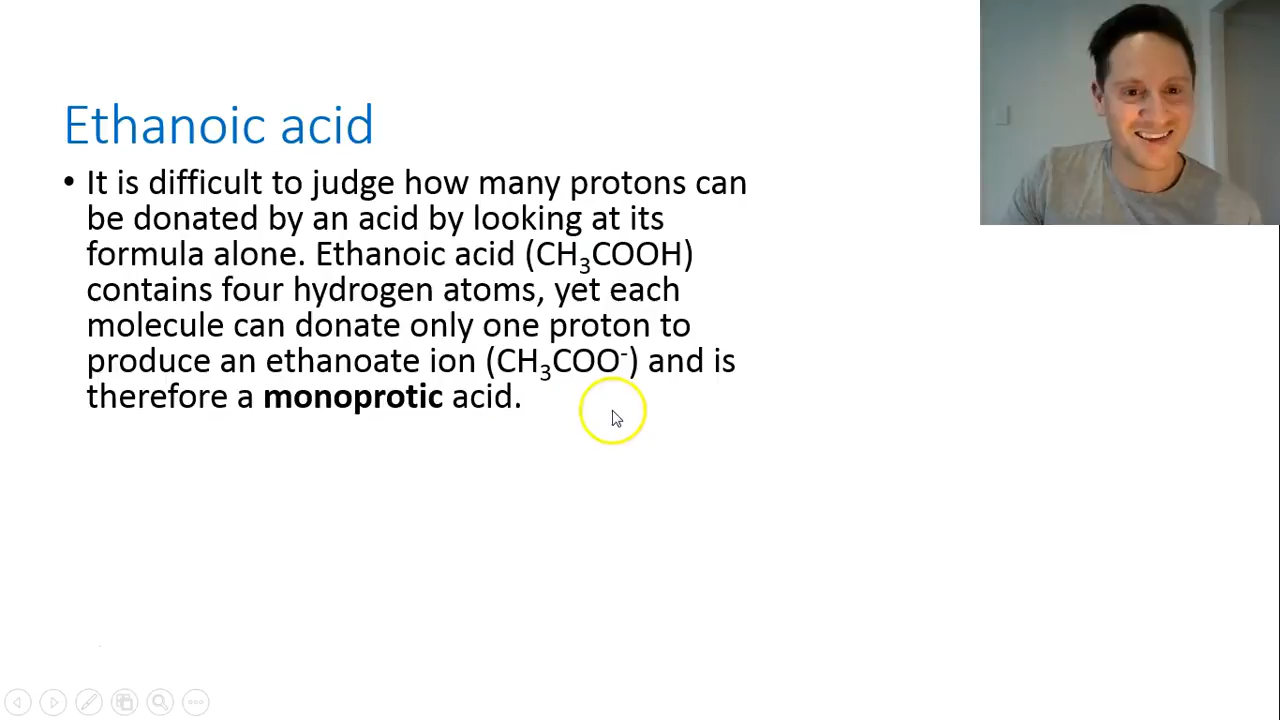 Ethanoic acid
• It is difficult to judge how many protons can
be donated by an acid by looking at its
formula alone. Ethanoic acid (CH₃COOH)
contains four hydrogen atoms, yet each
molecule can donate only one proton to
produce an ethanoate ion (CH₃COO⁻) and is
therefore a monoprotic acid.